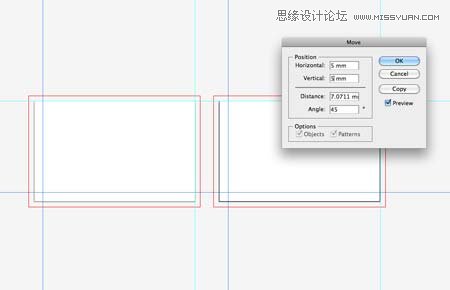 思缘设计论坛 WWW.MISSYUAN.COM
Move
Position
Horizontal: 5 mm
Vertical: 5 mm
Distance: 7.0711 m
Angle: 45 °
Options
Objects Patterns
OK
Cancel
Copy
Preview